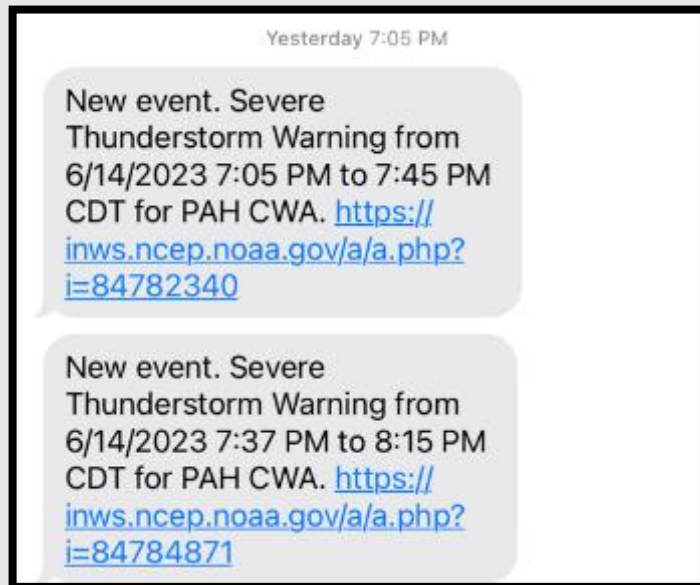 Yesterday 7:05 PM
New event. Severe
Thunderstorm Warning from
6/14/2023 7:05 PM to 7:45 PM
CDT for PAH CWA. https://
inws.ncep.noaa.gov/a/a.php?
i=84782340
New event. Severe
Thunderstorm Warning from
6/14/2023 7:37 PM to 8:15 PM
CDT for PAH CWA. https://
inws.ncep.noaa.gov/a/a.php?
i=84784871